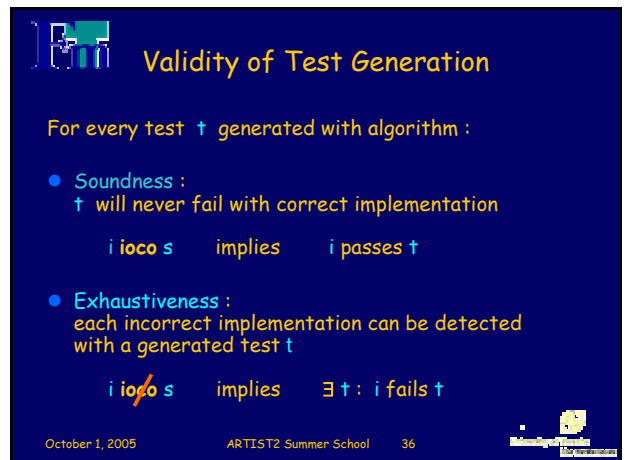 Validity of Test Generation
For every test t generated with algorithm :
Soundness :
t will never fail with correct implementation
i ioco s implies i passes t
Exhaustiveness :
each incorrect implementation can be detected
with a generated test t
i ioco s implies ∃ t : i fails t
October 1, 2005 ARTIST2 Summer School 36